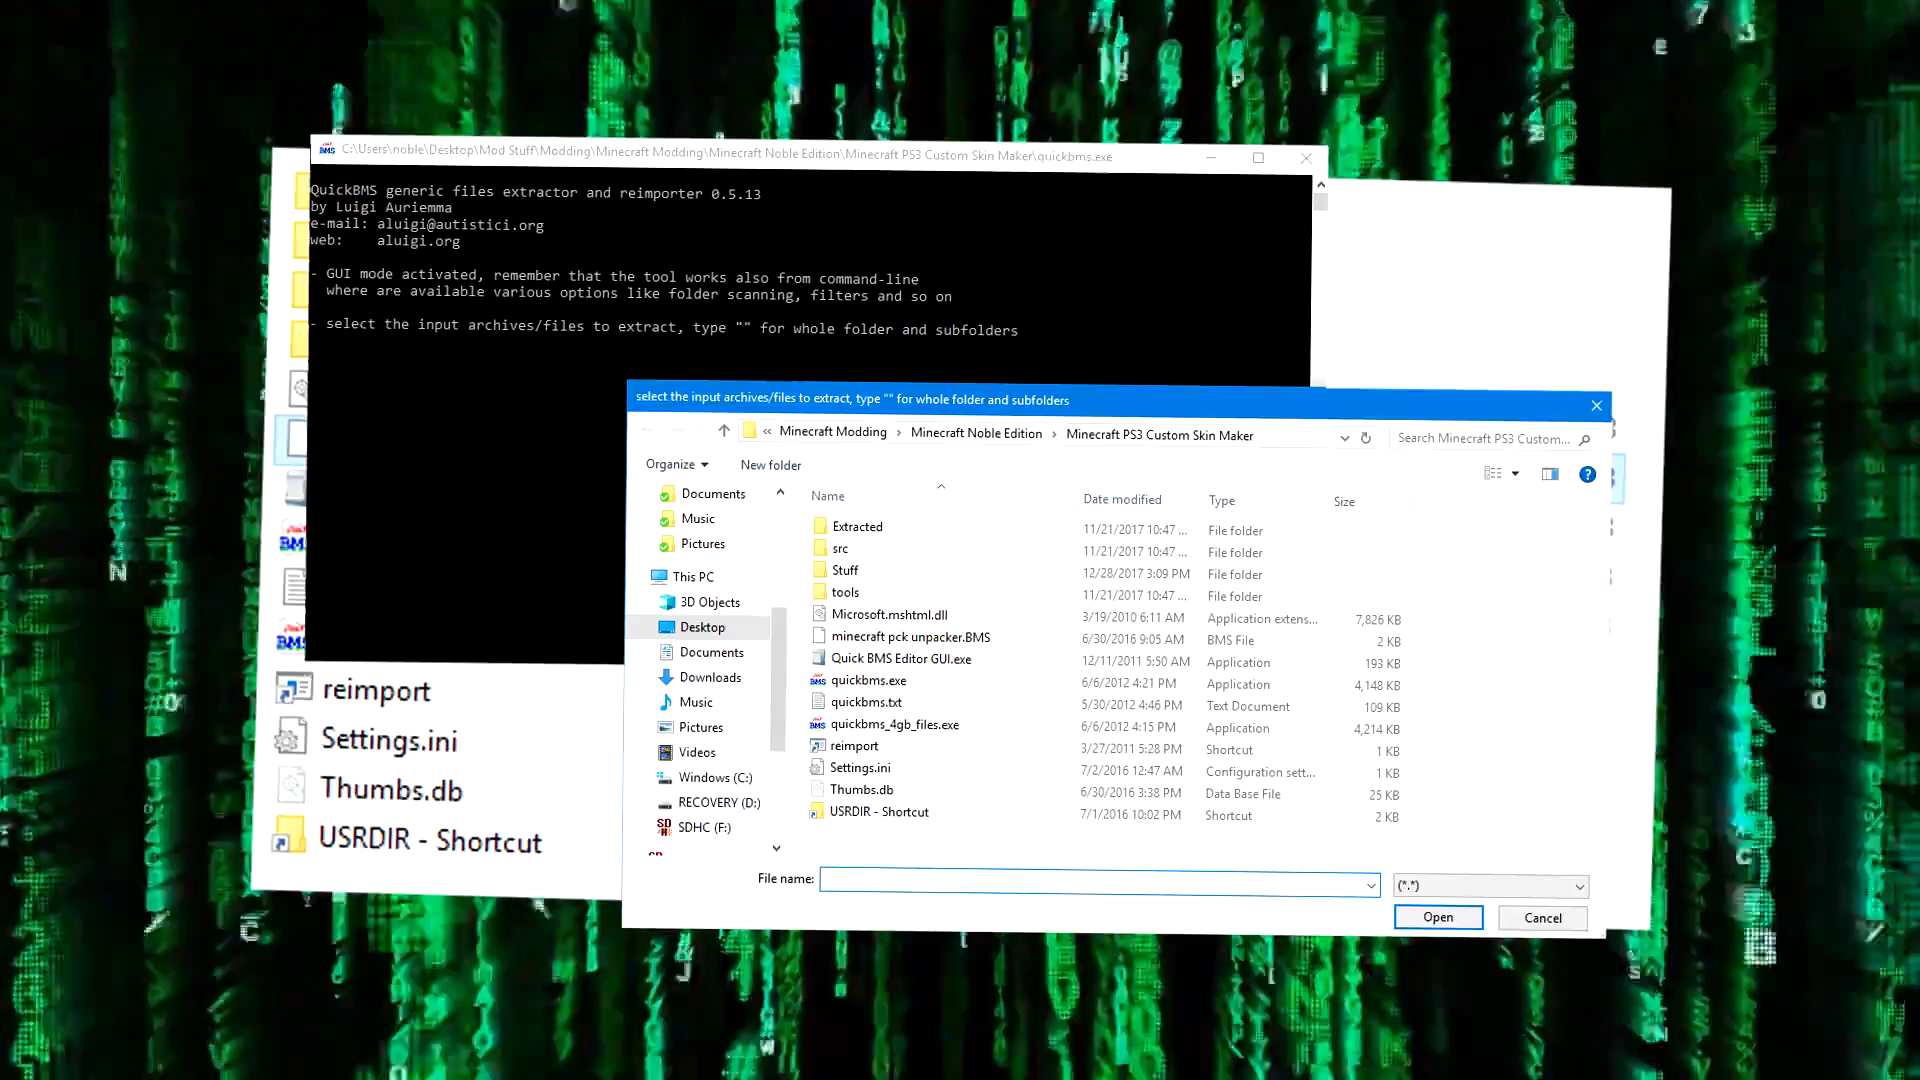 C:\Users\noble\Desktop\Mod Stuff\Modding\Minecraft Modding\Minecraft Noble Edition\Minecraft PS3 Custom Skin Maker\quickbms.exe
QuickBMS generic files extractor and reimporter 0.5.13
by Luigi Auriemma
e-mail: aluigi@autistici.org
web:    aluigi.org
- GUI mode activated, remember that the tool works also from command-line
where are available various options like folder scanning, filters and so on
- select the input archives/files to extract, type "" for whole folder and subfolders
reimport
Settings.ini
Thumbs.db
USRDIR - Shortcut
select the input archives/files to extract, type "" for whole folder and subfolders
« Minecraft Modding › Minecraft Noble Edition › Minecraft PS3 Custom Skin Maker
Search Minecraft PS3 Custom...
Organize
New folder
Documents
Music
Pictures
This PC
3D Objects
Desktop
Documents
Downloads
Music
Pictures
Videos
Windows (C:)
RECOVERY (D:)
SDHC (F:)
Name Date modified Type Size
Extracted 11/21/2017 10:47 ... File folder
src 11/21/2017 10:47 ... File folder
Stuff 12/28/2017 3:09 PM File folder
tools 11/21/2017 10:47 ... File folder
Microsoft.mshtml.dll 3/19/2010 6:11 AM Application extens... 7,826 KB
minecraft pck unpacker.BMS 6/30/2016 9:05 AM BMS File 2 KB
Quick BMS Editor GUI.exe 12/11/2011 5:50 AM Application 193 KB
quickbms.exe 6/6/2012 4:21 PM Application 4,148 KB
quickbms.txt 5/30/2012 4:46 PM Text Document 109 KB
quickbms_4gb_files.exe 6/6/2012 4:15 PM Application 4,214 KB
reimport 3/27/2011 5:28 PM Shortcut 1 KB
Settings.ini 7/2/2016 12:47 AM Configuration sett... 1 KB
Thumbs.db 6/30/2016 3:38 PM Data Base File 25 KB
USRDIR - Shortcut 7/1/2016 10:02 PM Shortcut 2 KB
File name:
(*.*)
Open
Cancel